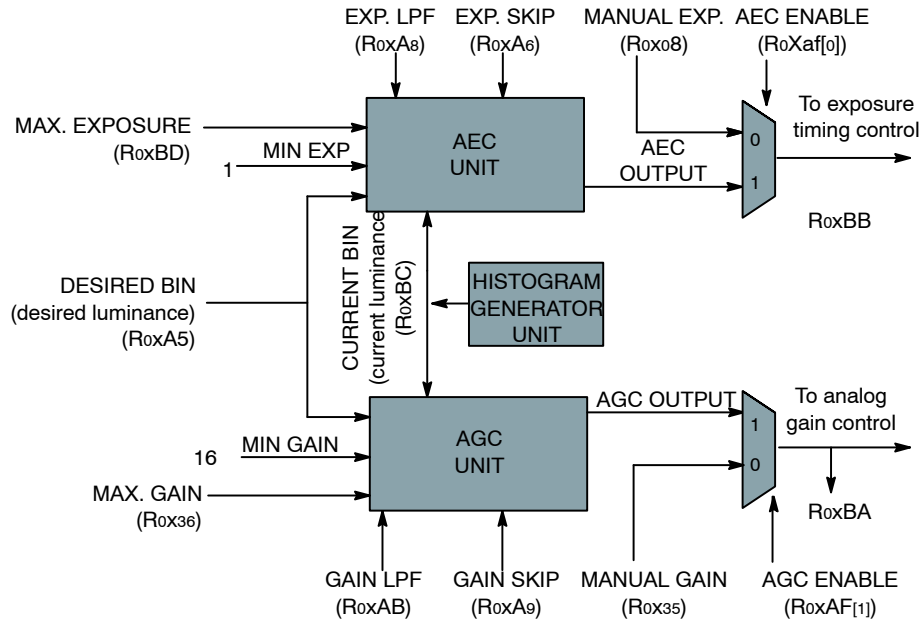 EXP. LPF
(R0xA8)
EXP. SKIP
(R0xA6)
MANUAL EXP.
(R0x08)
AEC ENABLE
(R0Xaf[0])
MAX. EXPOSURE
(R0xBD)
MIN EXP
1
AEC
UNIT
AEC
OUTPUT
0
1
To exposure
timing control
R0xBB
DESIRED BIN
(desired luminance)
(R0xA5)
CURRENT BIN
(current luminance)
(R0xBC)
HISTOGRAM
GENERATOR
UNIT
16
MIN GAIN
MAX. GAIN
(R0x36)
AGC
UNIT
AGC OUTPUT
1
0
To analog
gain control
R0xBA
GAIN LPF
(R0xAB)
GAIN SKIP
(R0xA9)
MANUAL GAIN
(R0x35)
AGC ENABLE
(R0xAF[1])